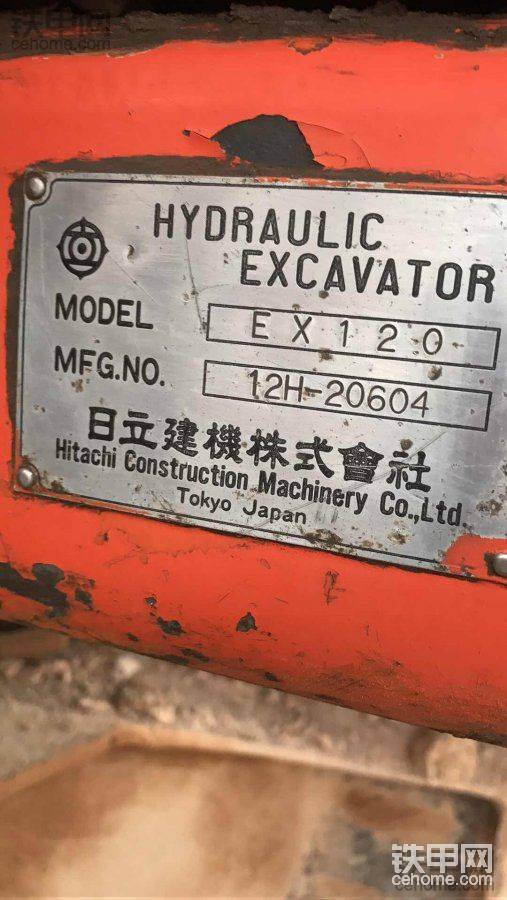 铁甲网
cehome.com
HYDRAULIC
EXCAVATOR
MODEL EX120
MFG.NO. 12H-20604
日立建機株式會社
Hitachi Construction Machinery Co.,Ltd
Tokyo Japan
铁甲网
cehome.com